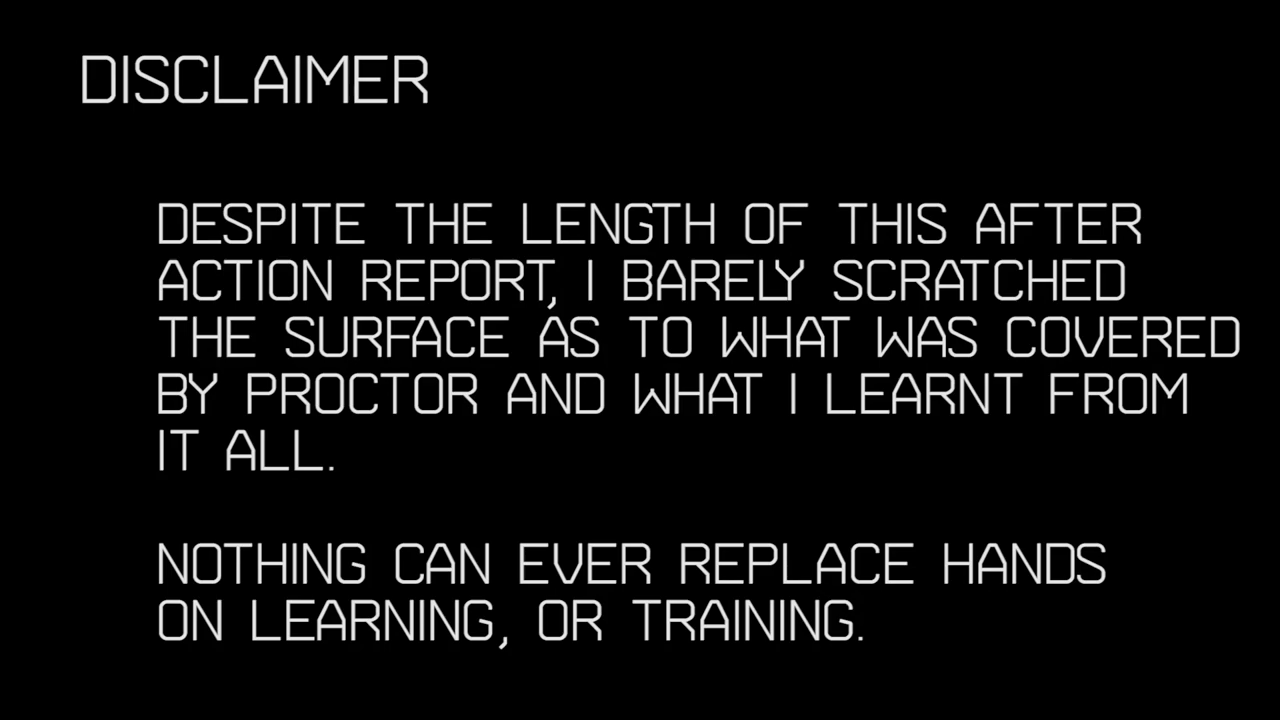 DISCLAIMER
DESPITE THE LENGTH OF THIS AFTER
ACTION REPORT, I BARELY SCRATCHED
THE SURFACE AS TO WHAT WAS COVERED
BY PROCTOR AND WHAT I LEARNT FROM
IT ALL.
NOTHING CAN EVER REPLACE HANDS
ON LEARNING, OR TRAINING.